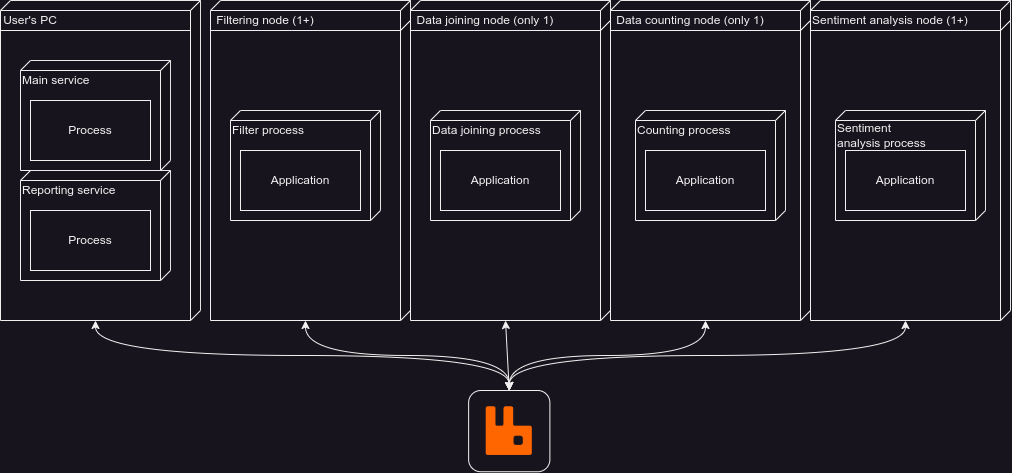 User's PC
Filtering node (1+)
Data joining node (only 1)
Data counting node (only 1)
Sentiment analysis node (1+)
Main service
Process
Reporting service
Process
Filter process
Application
Data joining process
Application
Counting process
Application
Sentiment
analysis process
Application